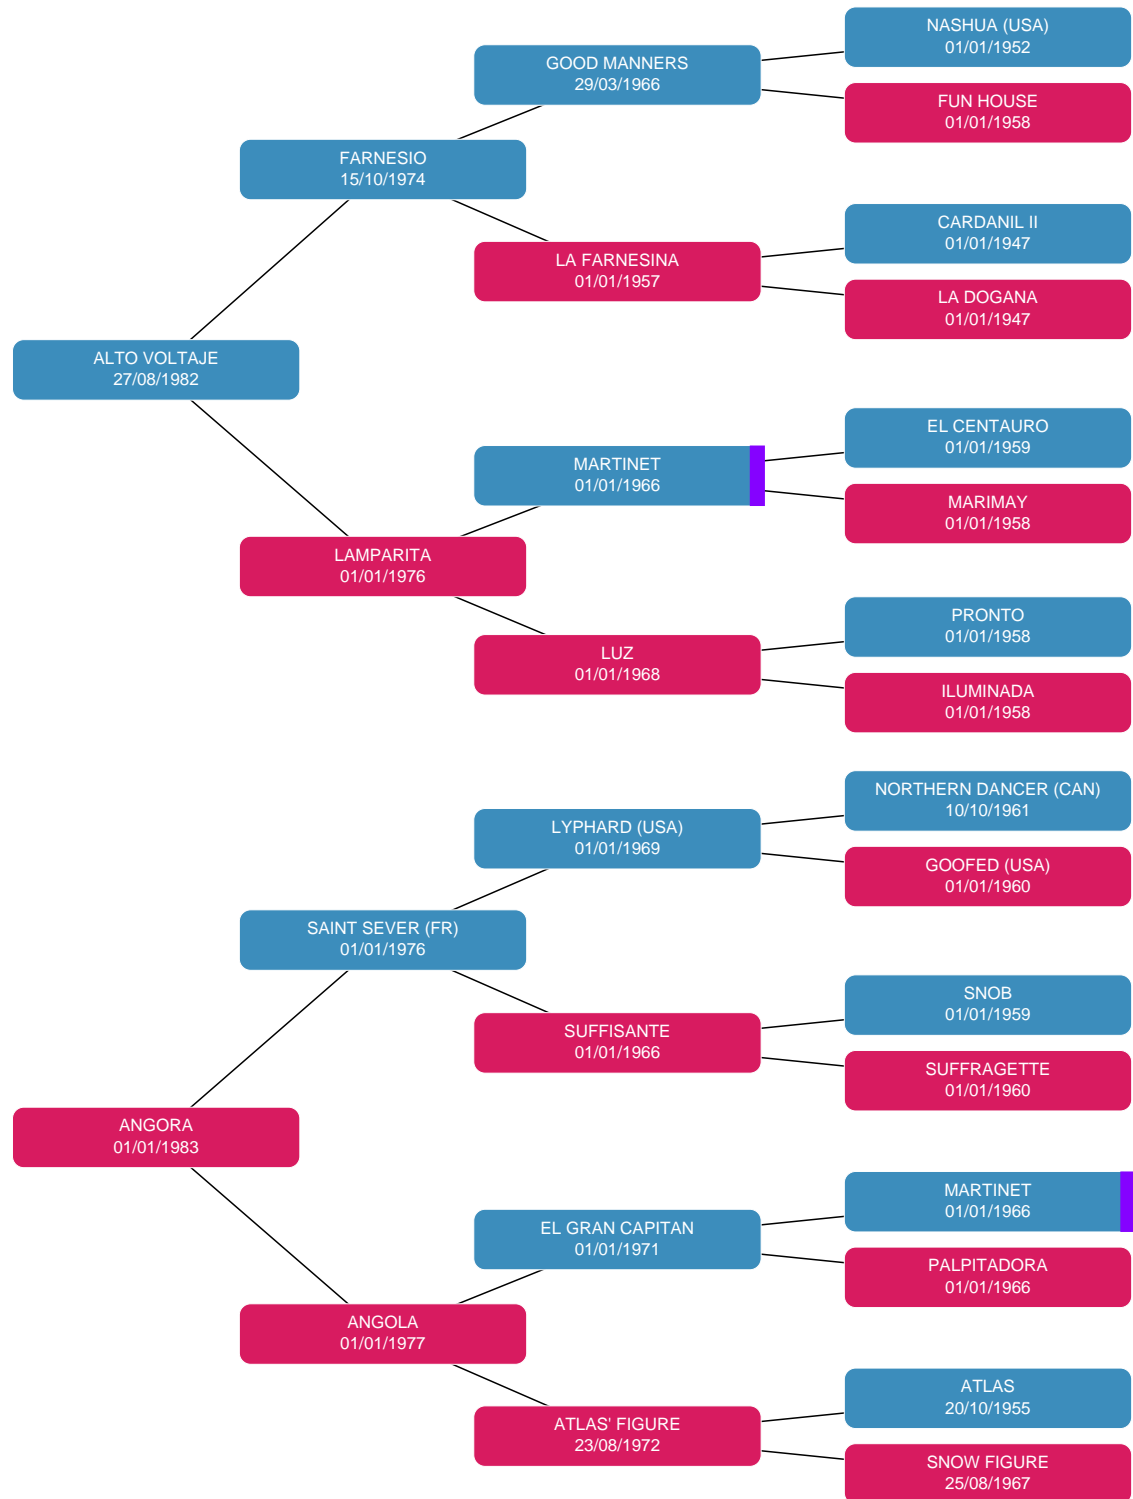 NASHUA (USA)
01/01/1952
GOOD MANNERS
29/03/1966
FUN HOUSE
01/01/1958
FARNESIO
15/10/1974
CARDANIL II
01/01/1947
LA FARNESINA
01/01/1957
LA DOGANA
01/01/1947
ALTO VOLTAJE
27/08/1982
EL CENTAURO
01/01/1959
MARTINET
01/01/1966
MARIMAY
01/01/1958
LAMPARITA
01/01/1976
PRONTO
01/01/1958
LUZ
01/01/1968
ILUMINADA
01/01/1958
NORTHERN DANCER (CAN)
10/10/1961
LYPHARD (USA)
01/01/1969
GOOFED (USA)
01/01/1960
SAINT SEVER (FR)
01/01/1976
SNOB
01/01/1959
SUFFISANTE
01/01/1966
SUFFRAGETTE
01/01/1960
ANGORA
01/01/1983
MARTINET
01/01/1966
EL GRAN CAPITAN
01/01/1971
PALPITADORA
01/01/1966
ANGOLA
01/01/1977
ATLAS
20/10/1955
ATLAS' FIGURE
23/08/1972
SNOW FIGURE
25/08/1967